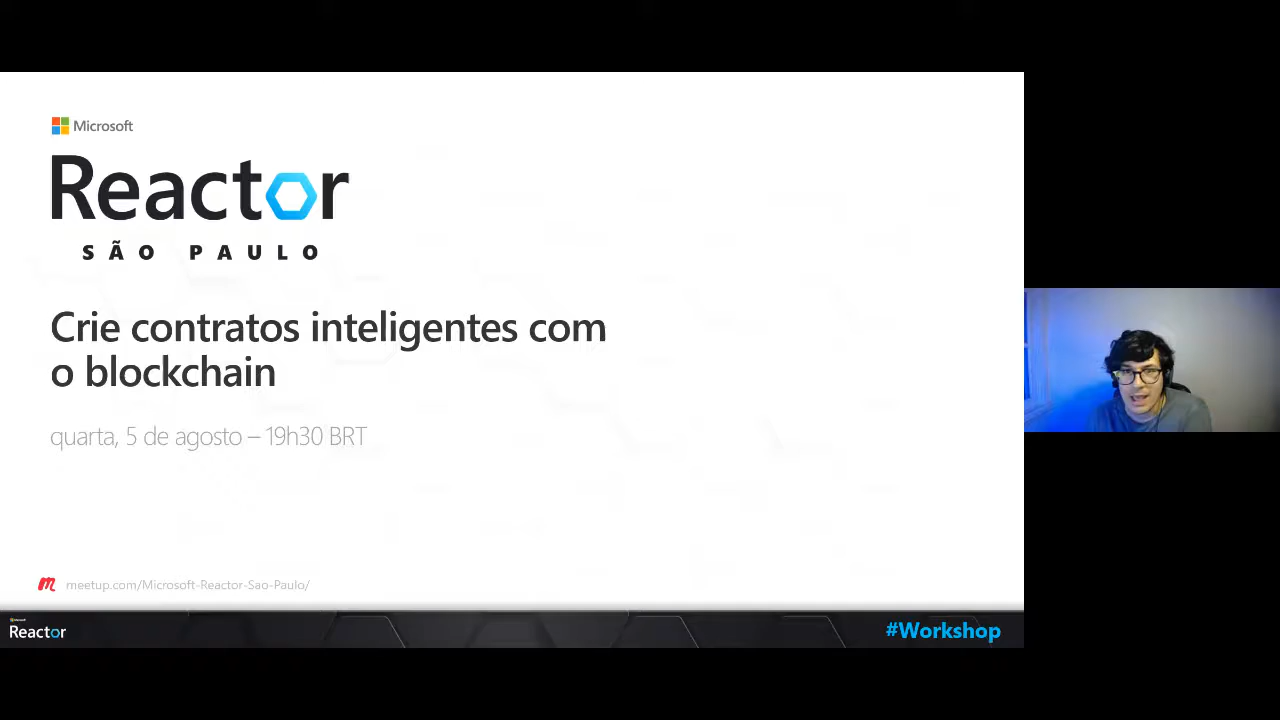 Microsoft
Reactor
SÃO PAULO
Crie contratos inteligentes com
o blockchain
quarta, 5 de agosto – 19h30 BRT
meetup.com/Microsoft-Reactor-Sao-Paulo/
Microsoft
Reactor
#Workshop